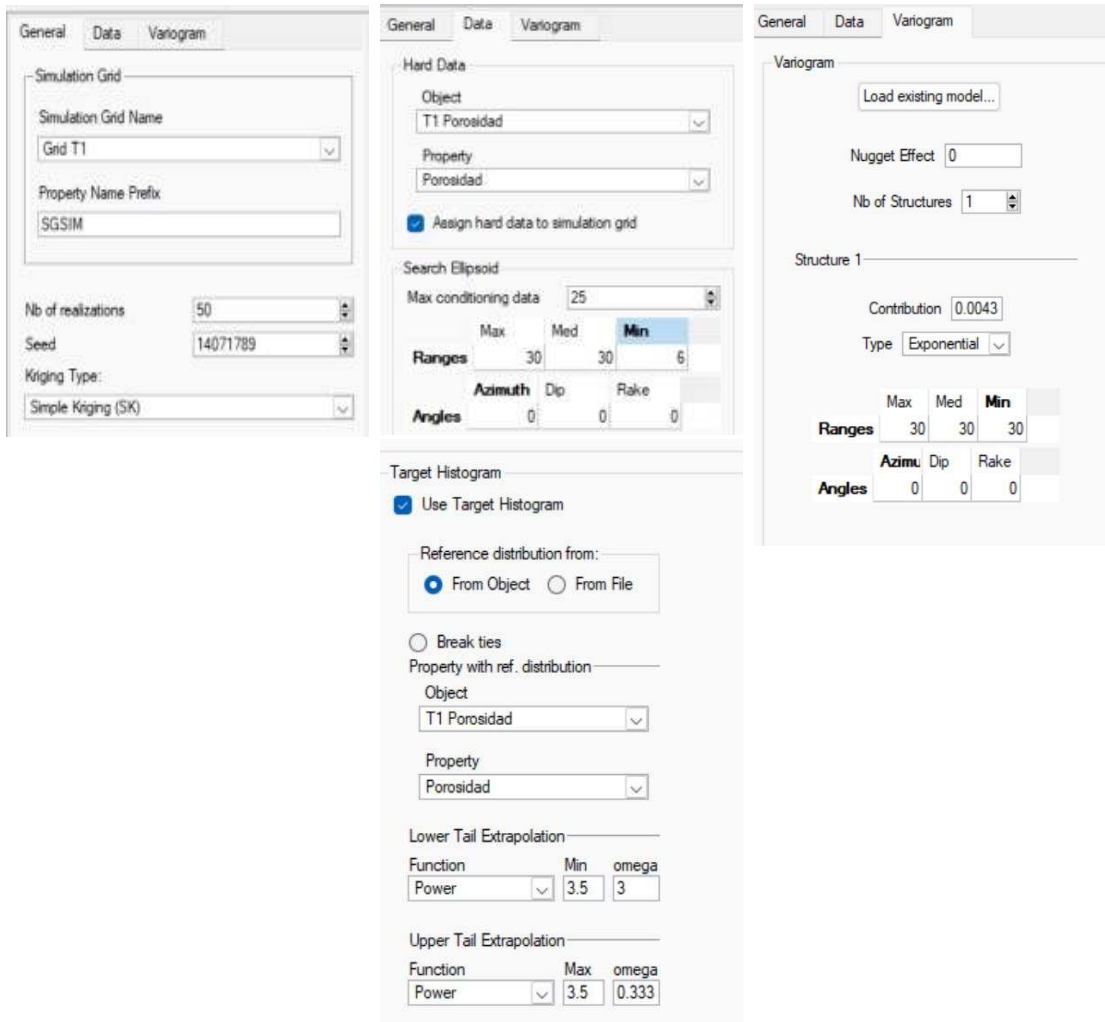 General Data Variogram
Simulation Grid
Simulation Grid Name
Grid T1
Property Name Prefix
SGSIM
Nb of realizations 50
Seed 14071789
Kriging Type:
Simple Kriging (SK)
General Data Variogram
Hard Data
Object
T1 Porosidad
Property
Porosidad
Assign hard data to simulation grid
Search Ellipsoid
Max conditioning data 25
Max Med Min
Ranges 30 30 6
Azimuth Dip Rake
Angles 0 0 0
Target Histogram
Use Target Histogram
Reference distribution from:
From Object From File
Break ties
Property with ref. distribution
Object
T1 Porosidad
Property
Porosidad
Lower Tail Extrapolation
Function Min omega
Power 3.5 3
Upper Tail Extrapolation
Function Max omega
Power 3.5 0.333
General Data Variogram
Variogram
Load existing model...
Nugget Effect 0
Nb of Structures 1
Structure 1
Contribution 0.0043
Type Exponential
Max Med Min
Ranges 30 30 30
Azimu Dip Rake
Angles 0 0 0